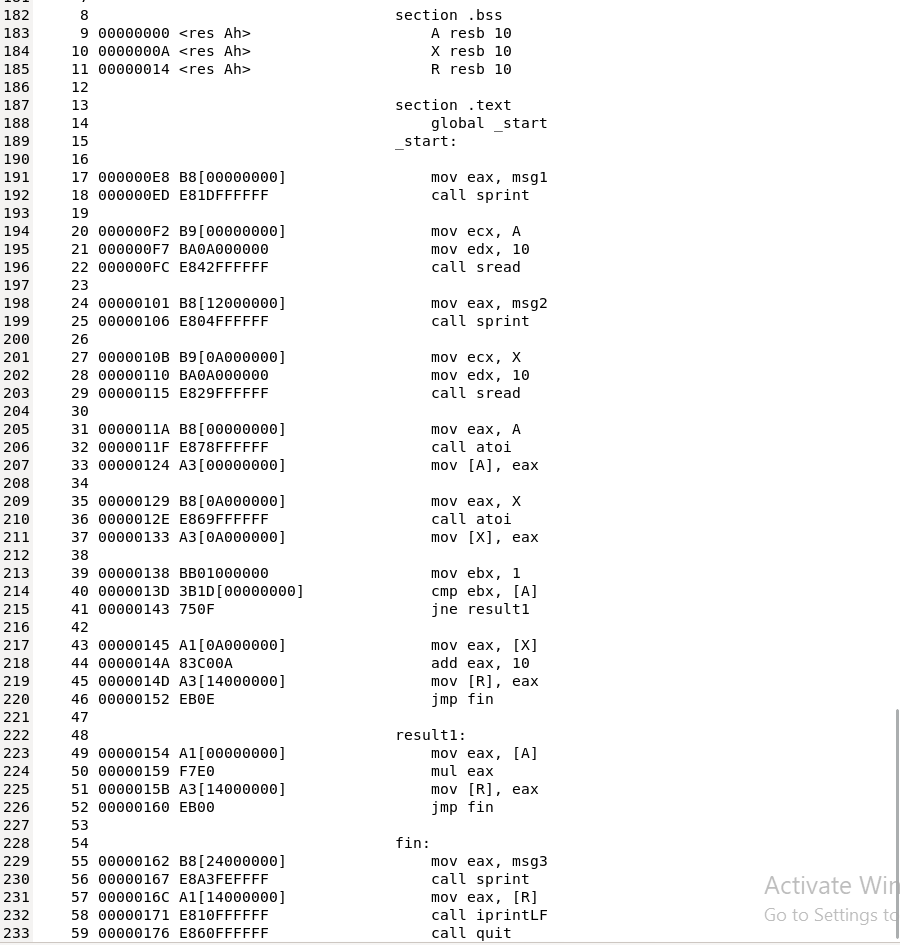 182 8 section .bss
183 9 00000000 <res Ah> A resb 10
184 10 0000000A <res Ah> X resb 10
185 11 00000014 <res Ah> R resb 10
186 12
187 13 section .text
188 14 global _start
189 15 _start:
190 16
191 17 000000E8 B8[00000000] mov eax, msg1
192 18 000000ED E81DFFFFFF call sprint
193 19
194 20 000000F2 B9[00000000] mov ecx, A
195 21 000000F7 BA0A000000 mov edx, 10
196 22 000000FC E842FFFFFF call sread
197 23
198 24 00000101 B8[12000000] mov eax, msg2
199 25 00000106 E804FFFFFF call sprint
200 26
201 27 0000010B B9[0A000000] mov ecx, X
202 28 00000110 BA0A000000 mov edx, 10
203 29 00000115 E829FFFFFF call sread
204 30
205 31 0000011A B8[00000000] mov eax, A
206 32 0000011F E878FFFFFF call atoi
207 33 00000124 A3[00000000] mov [A], eax
208 34
209 35 00000129 B8[0A000000] mov eax, X
210 36 0000012E E869FFFFFF call atoi
211 37 00000133 A3[0A000000] mov [X], eax
212 38
213 39 00000138 BB01000000 mov ebx, 1
214 40 0000013D 3B1D[00000000] cmp ebx, [A]
215 41 00000143 750F jne result1
216 42
217 43 00000145 A1[0A000000] mov eax, [X]
218 44 0000014A 83C00A add eax, 10
219 45 0000014D A3[14000000] mov [R], eax
220 46 00000152 EB0E jmp fin
221 47
222 48 result1:
223 49 00000154 A1[00000000] mov eax, [A]
224 50 00000159 F7E0 mul eax
225 51 0000015B A3[14000000] mov [R], eax
226 52 00000160 EB00 jmp fin
227 53
228 54 fin:
229 55 00000162 B8[24000000] mov eax, msg3
230 56 00000167 E8A3FEFFFF call sprint
231 57 0000016C A1[14000000] mov eax, [R]
232 58 00000171 E810FFFFFF call iprintLF
233 59 00000176 E860FFFFFF call quit
Activate Win
Go to Settings to